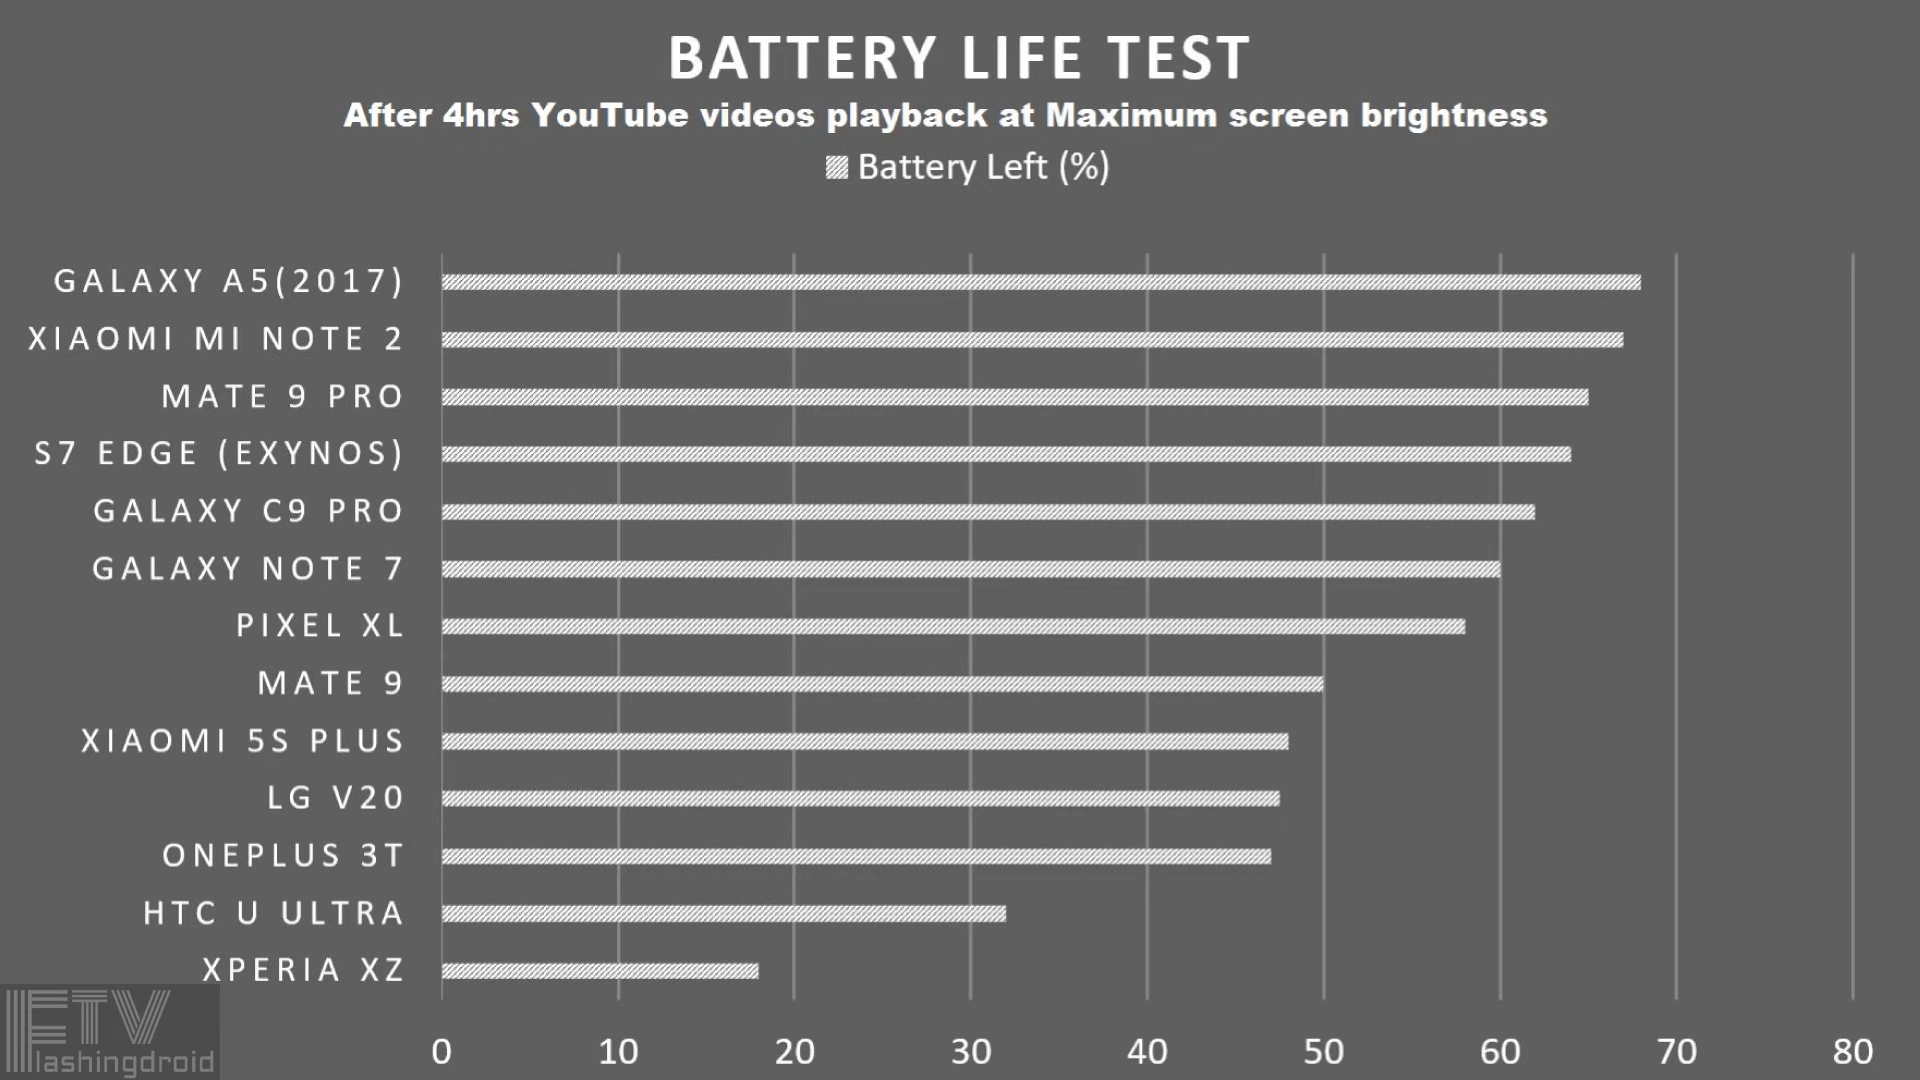 BATTERY LIFE TEST
After 4hrs YouTube videos playback at Maximum screen brightness
Battery Left (%)
GALAXY A5(2017)
XIAOMI MI NOTE 2
MATE 9 PRO
S7 EDGE (EXYNOS)
GALAXY C9 PRO
GALAXY NOTE 7
PIXEL XL
MATE 9
XIAOMI 5S PLUS
LG V20
ONEPLUS 3T
HTC U ULTRA
XPERIA XZ
0 10 20 30 40 50 60 70 80
FTV
lashingdroid